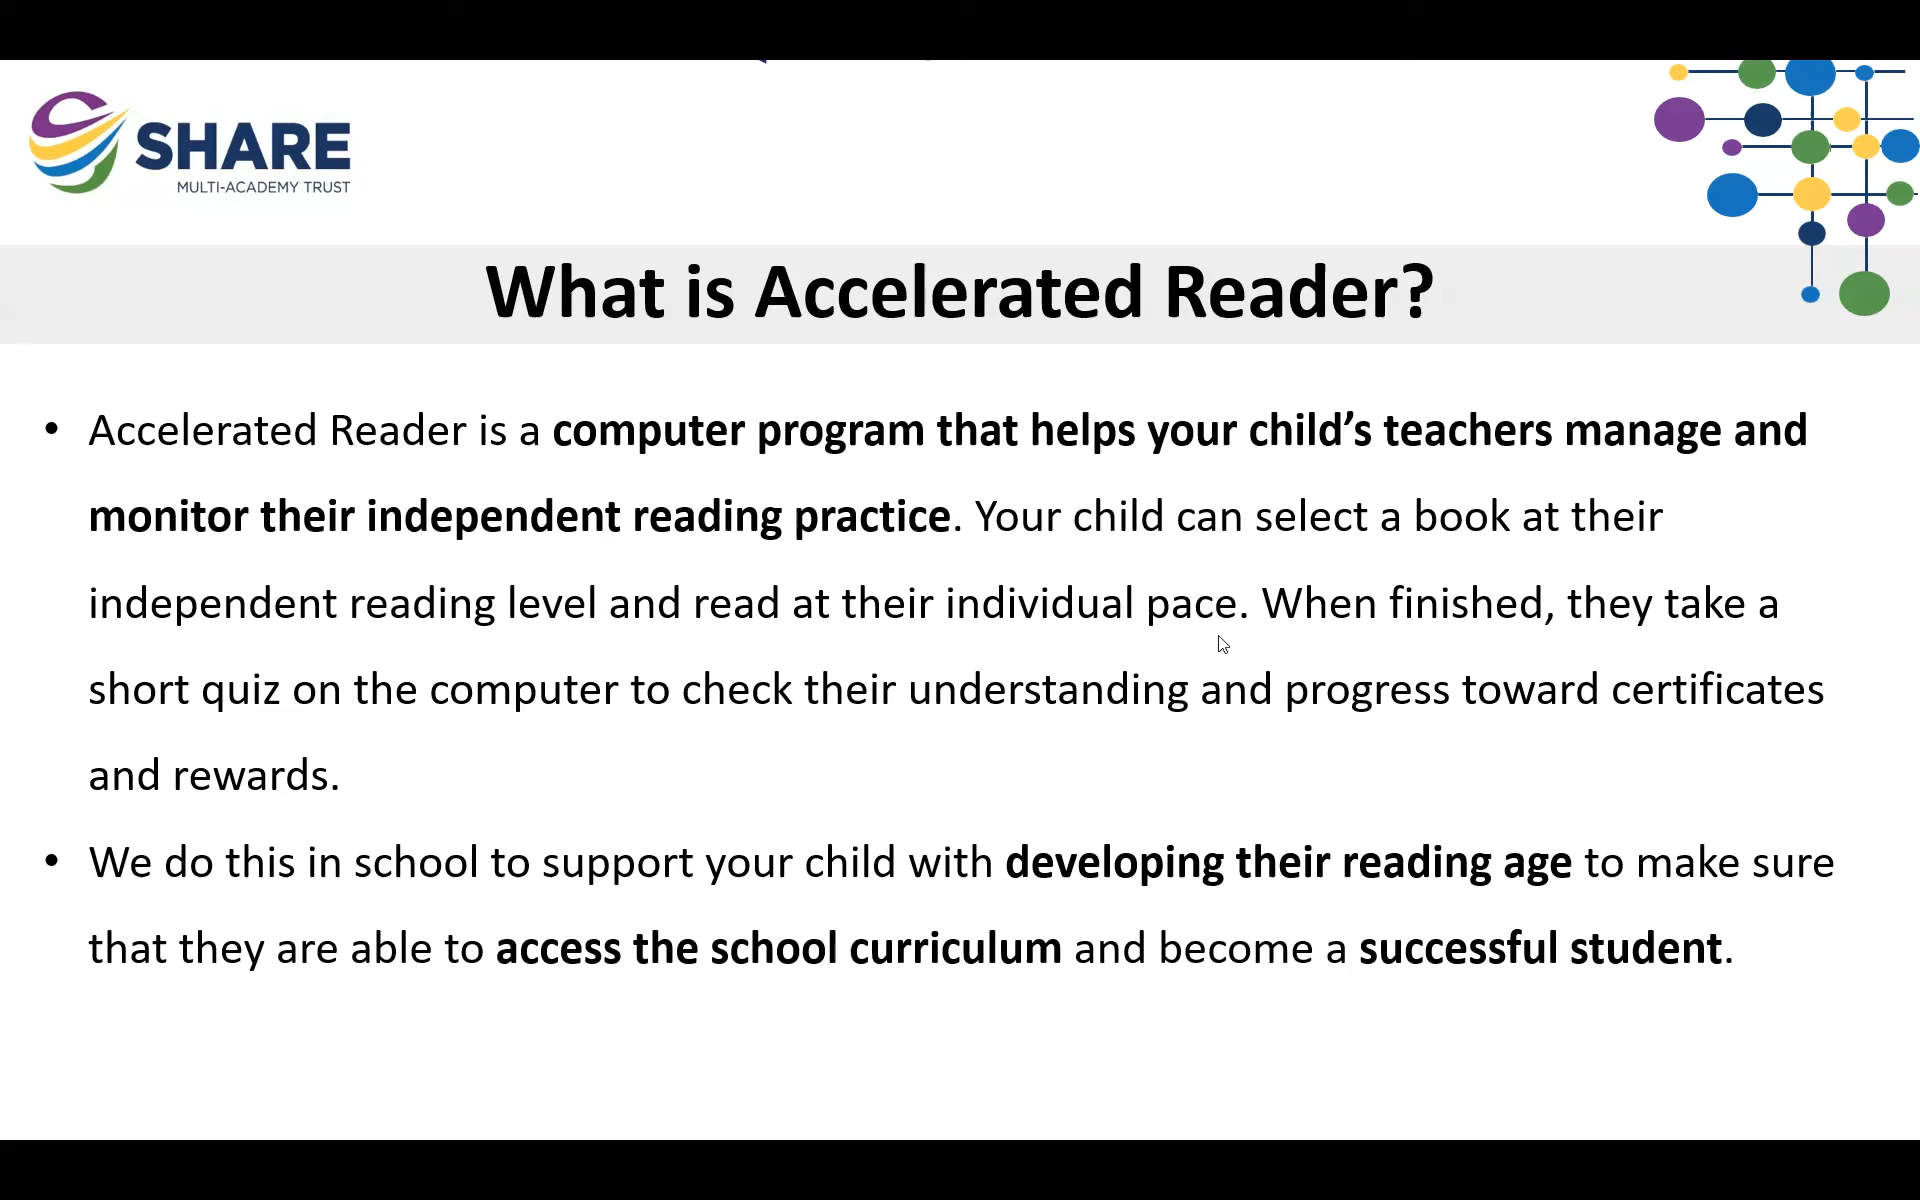 SHARE
MULTI-ACADEMY TRUST
What is Accelerated Reader?
• Accelerated Reader is a computer program that helps your child’s teachers manage and
monitor their independent reading practice. Your child can select a book at their
independent reading level and read at their individual pace. When finished, they take a
short quiz on the computer to check their understanding and progress toward certificates
and rewards.
• We do this in school to support your child with developing their reading age to make sure
that they are able to access the school curriculum and become a successful student.